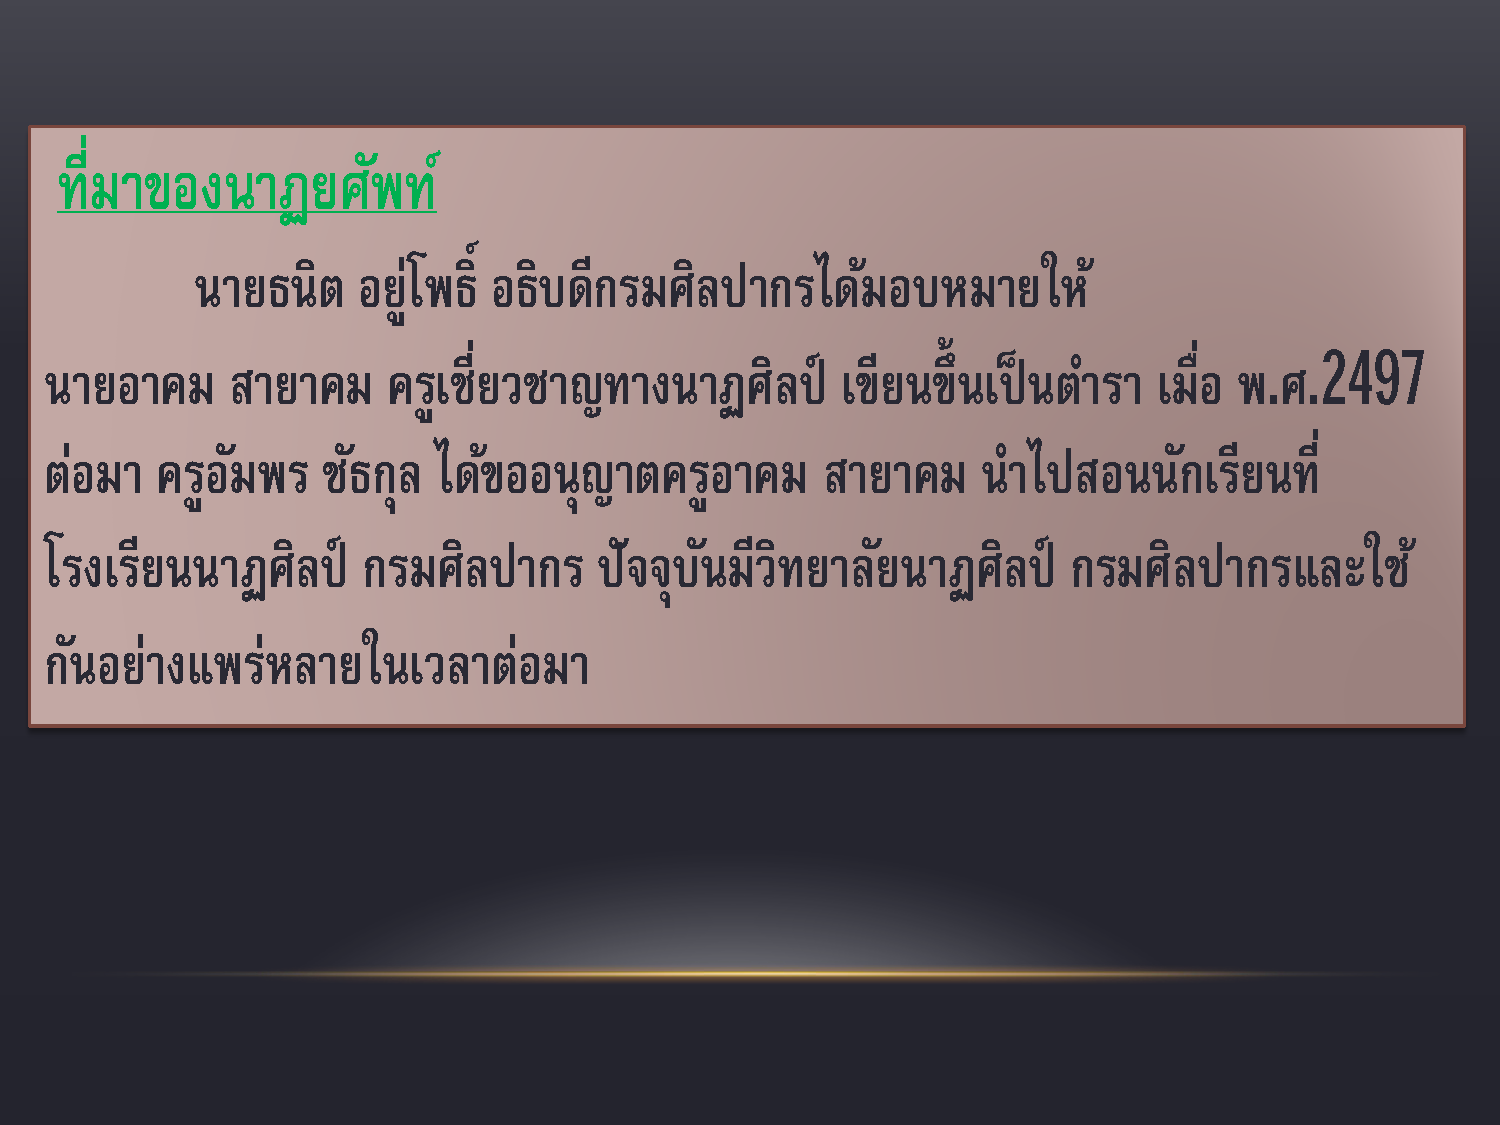 ที่มาของนาฏยศัพท์
นายธนิต อยู่โพธิ์ อธิบดีกรมศิลปากรได้มอบหมายให้
นายอาคม สายาคม ครูเชี่ยวชาญทางนาฏศิลป์ เขียนขึ้นเป็นตำรา เมื่อ พ.ศ.2497
ต่อมา ครูอัมพร ชัธกุล ได้ขออนุญาตครูอาคม สายาคม นำไปสอนนักเรียนที่
โรงเรียนนาฏศิลป์ กรมศิลปากร ปัจจุบันมีวิทยาลัยนาฏศิลป์ กรมศิลปากรและใช้
กันอย่างแพร่หลายในเวลาต่อมา